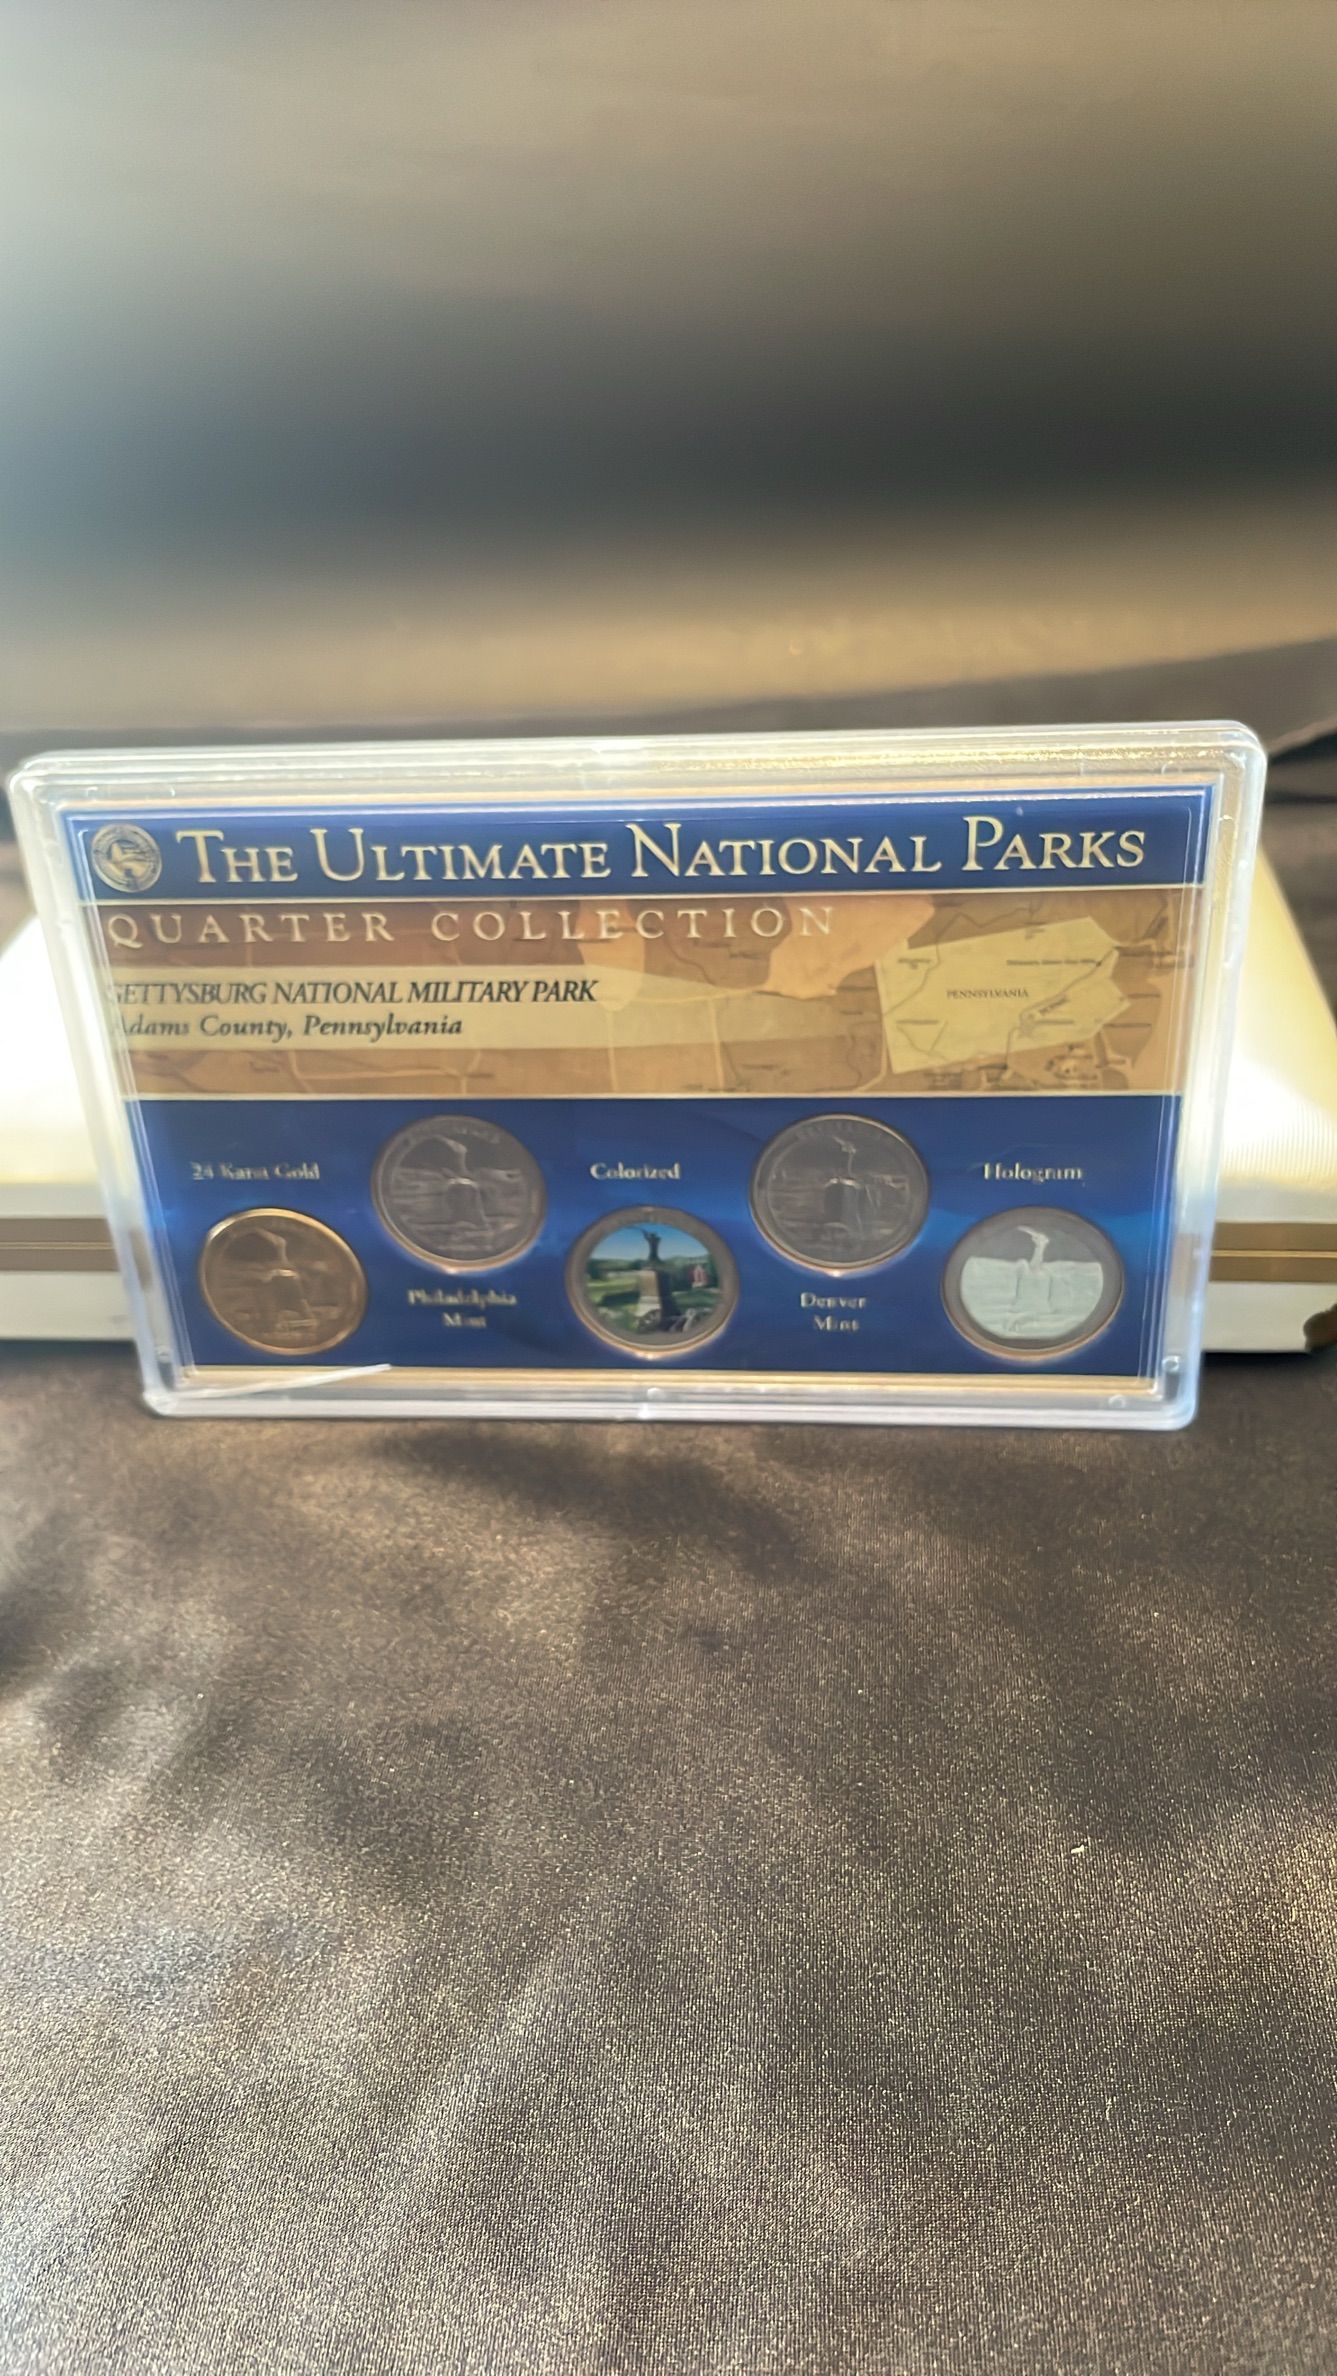 THE ULTIMATE NATIONAL PARKS
QUARTER COLLECTION
GETTYSBURG NATIONAL MILITARY PARK
Adams County, Pennsylvania
PENNSYLVANIA
24 Karat Gold
Colorized
Hologram
Philadelphia
Mint
Denver
Mint